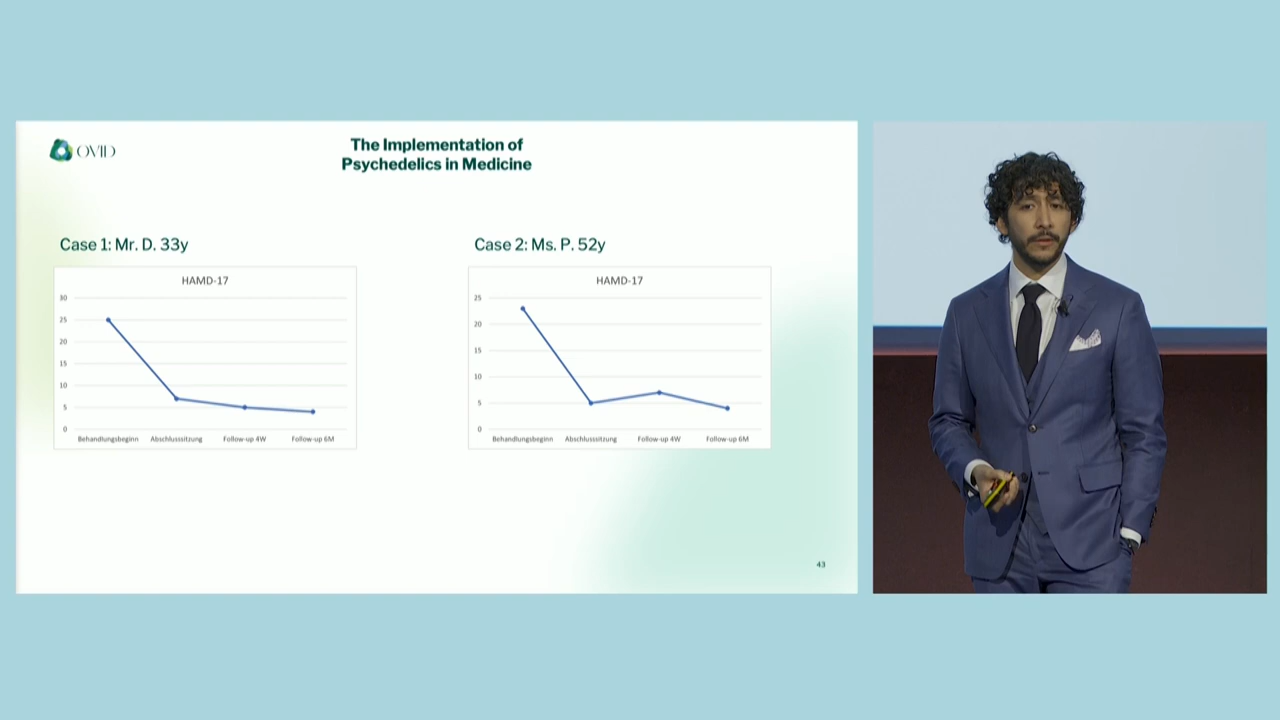 OVID
The Implementation of
Psychedelics in Medicine
Case 1: Mr. D. 33y
HAMD-17
30
25
20
15
10
5
0
Behandlungsbeginn Abschlusssitzung Follow-up 4W Follow-up 6M
Case 2: Ms. P. 52y
HAMD-17
25
20
15
10
5
0
Behandlungsbeginn Abschlusssitzung Follow-up 4W Follow-up 6M
43